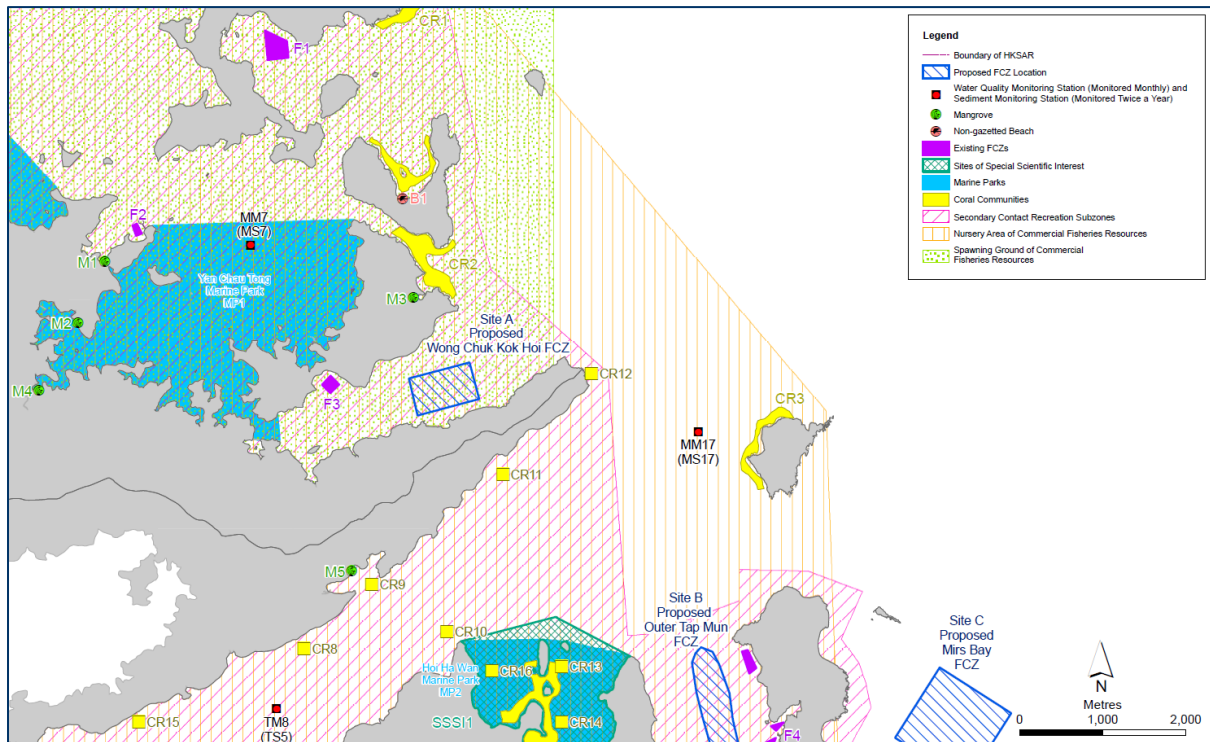 CR1
F1
B1
F2
MM7
(MS7)
M1
CR2
Yan Chau Tong
Marine Park
MP1
M3
M2
Site A
Proposed
Wong Chuk Kok Hoi FCZ
M4
F3
CR12
CR3
MM17
(MS17)
CR11
M5
CR9
Site B
Proposed
Outer Tap Mun
FCZ
Site C
Proposed
Mirs Bay
FCZ
CR10
CR8
Hoi Ha Wan
Marine Park
MP2
CR16
CR13
TM8
(TS5)
CR15
SSSI1
CR14
F4
Legend
Boundary of HKSAR
Proposed FCZ Location
Water Quality Monitoring Station (Monitored Monthly) and
Sediment Monitoring Station (Monitored Twice a Year)
Mangrove
Non-gazetted Beach
Existing FCZs
Sites of Special Scientific Interest
Marine Parks
Coral Communities
Secondary Contact Recreation Subzones
Nursery Area of Commercial Fisheries Resources
Spawning Ground of Commercial
Fisheries Resources
N
Metres
0 1,000 2,000